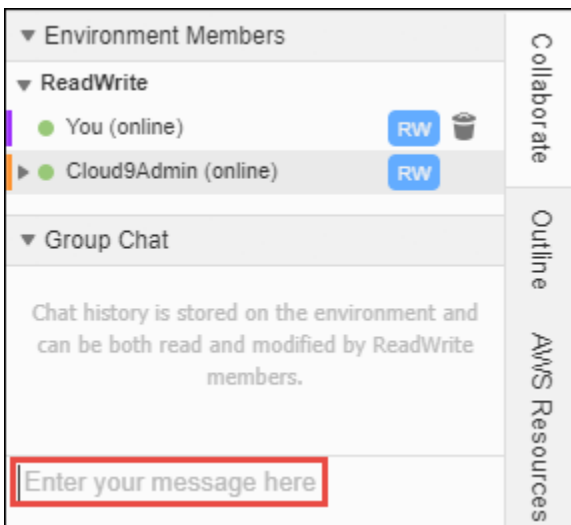 Environment Members
ReadWrite
You (online) RW
Cloud9Admin (online) RW
Group Chat
Chat history is stored on the environment and
can be both read and modified by ReadWrite
members.
Enter your message here
Collaborate
Outline
AWS Resources